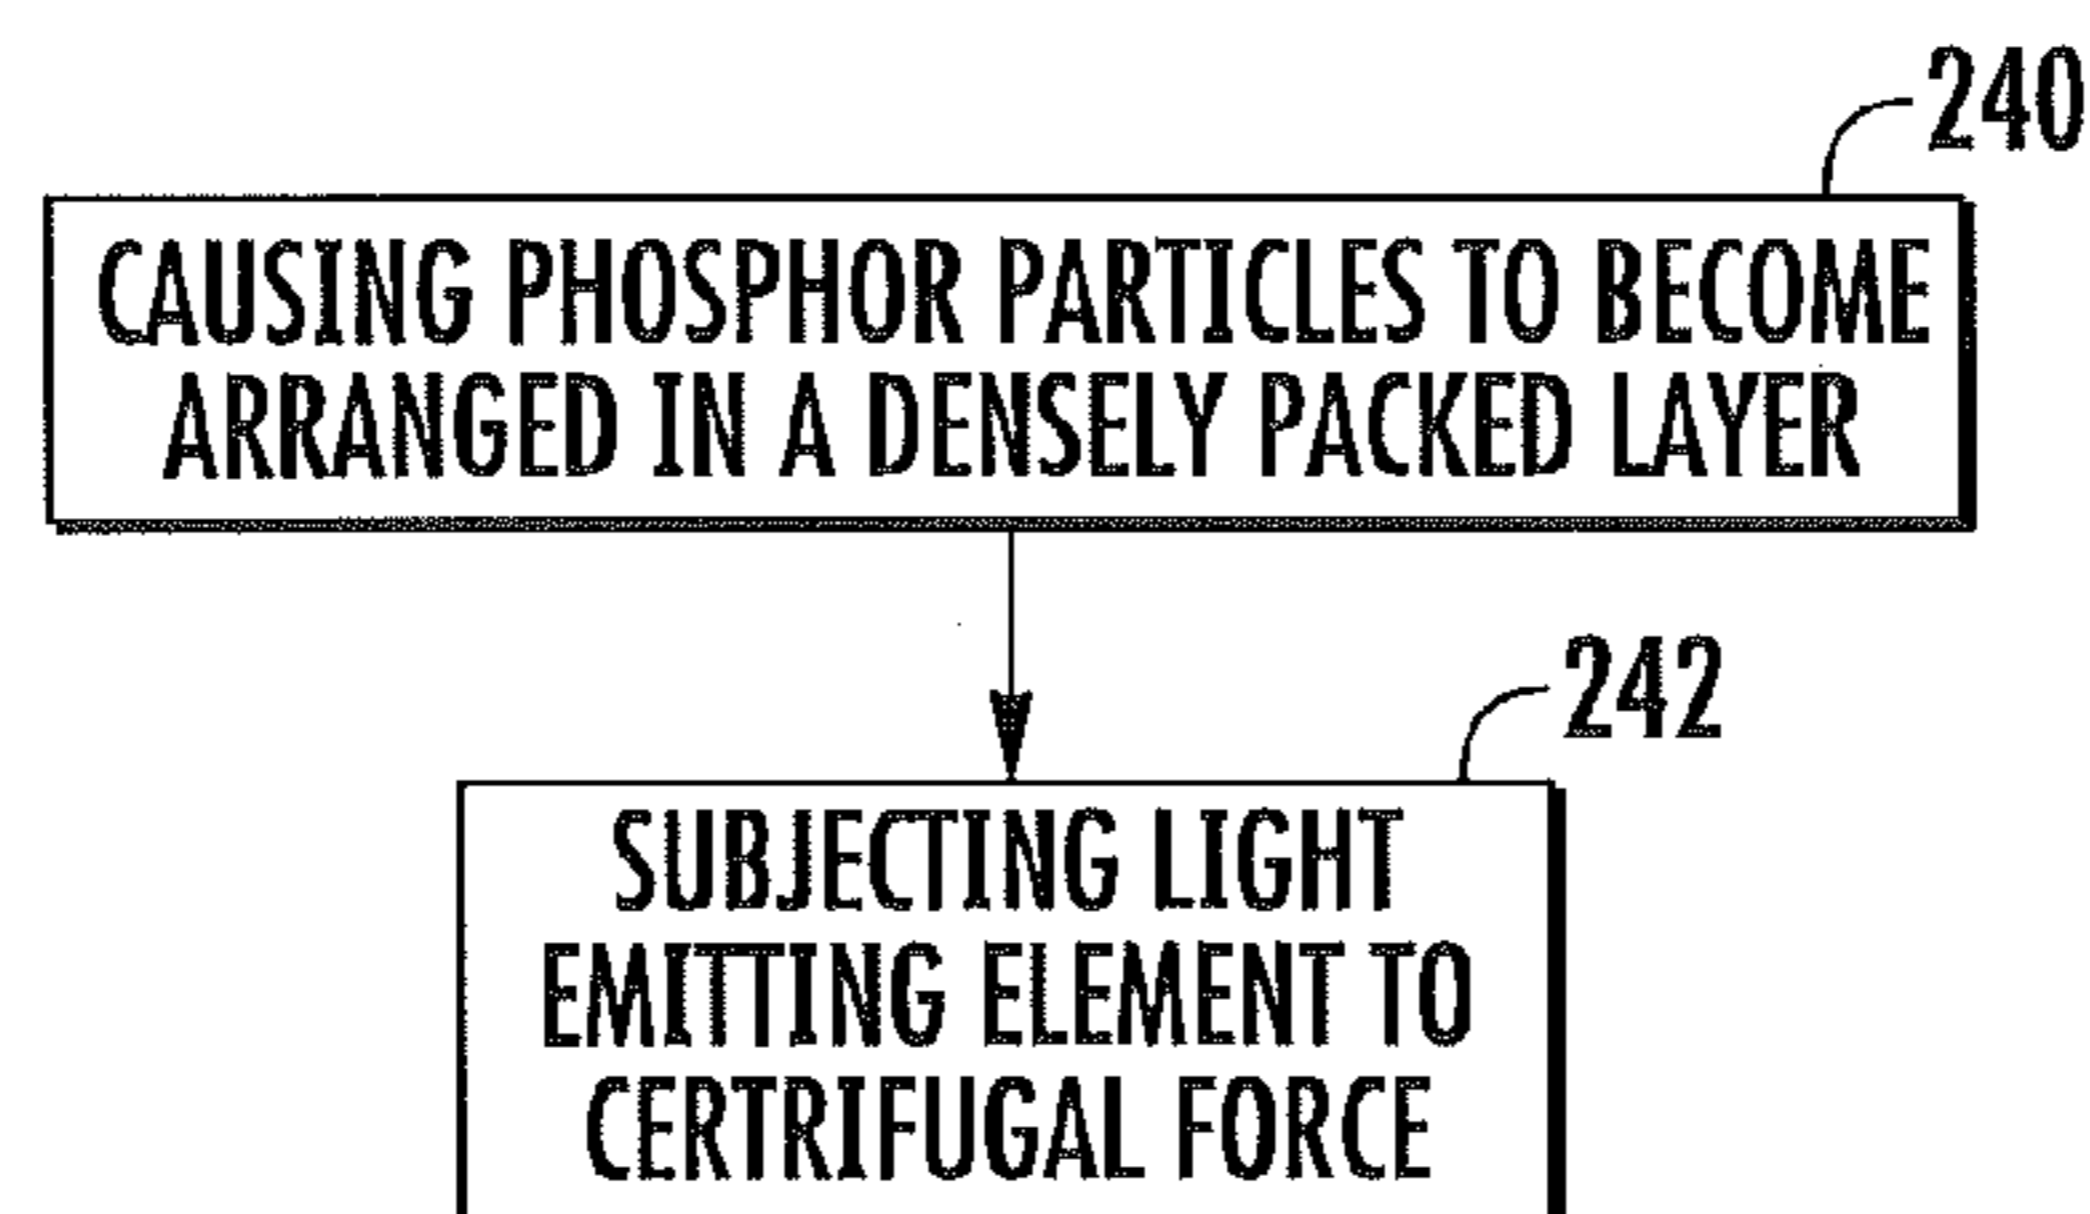 240
CAUSING PHOSPHOR PARTICLES TO BECOME
ARRANGED IN A DENSELY PACKED LAYER
242
SUBJECTING LIGHT
EMITTING ELEMENT TO
CERTRIFUGAL FORCE